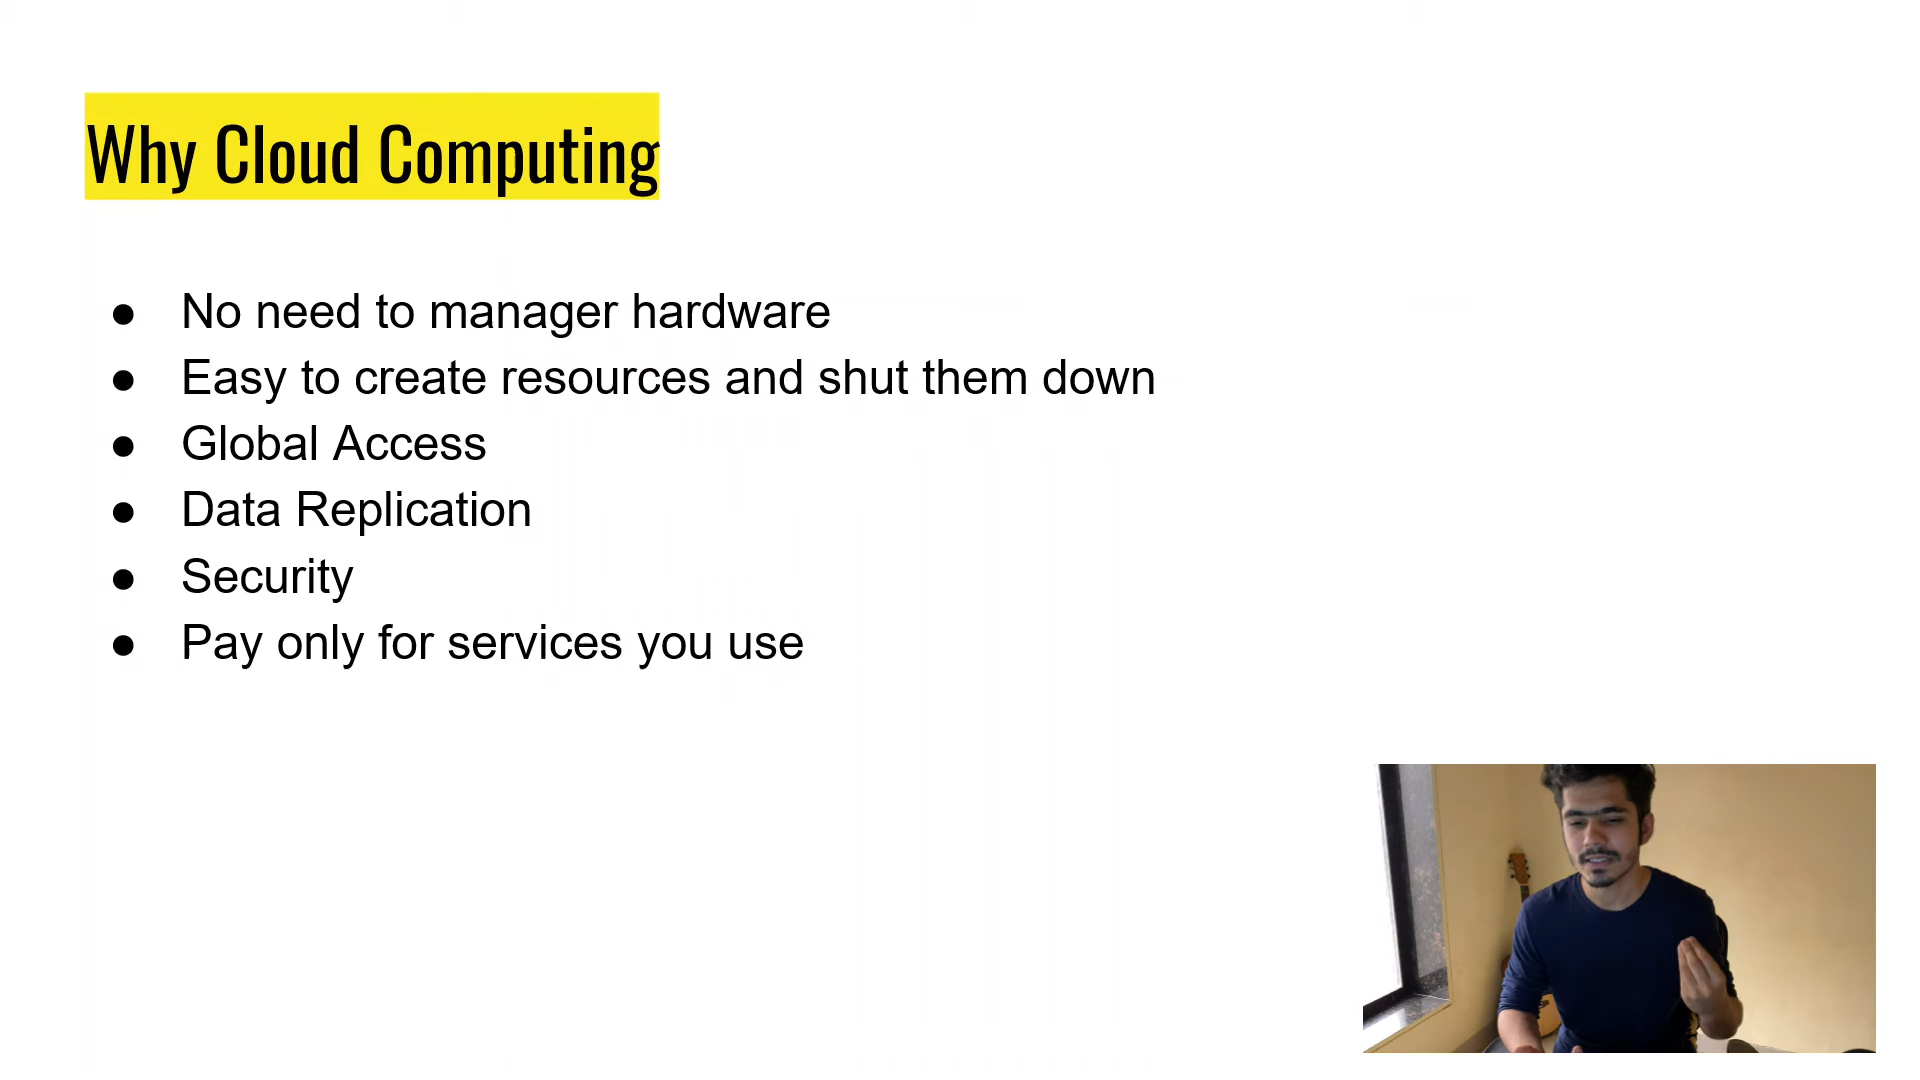 Why Cloud Computing
● No need to manager hardware
● Easy to create resources and shut them down
● Global Access
● Data Replication
● Security
● Pay only for services you use